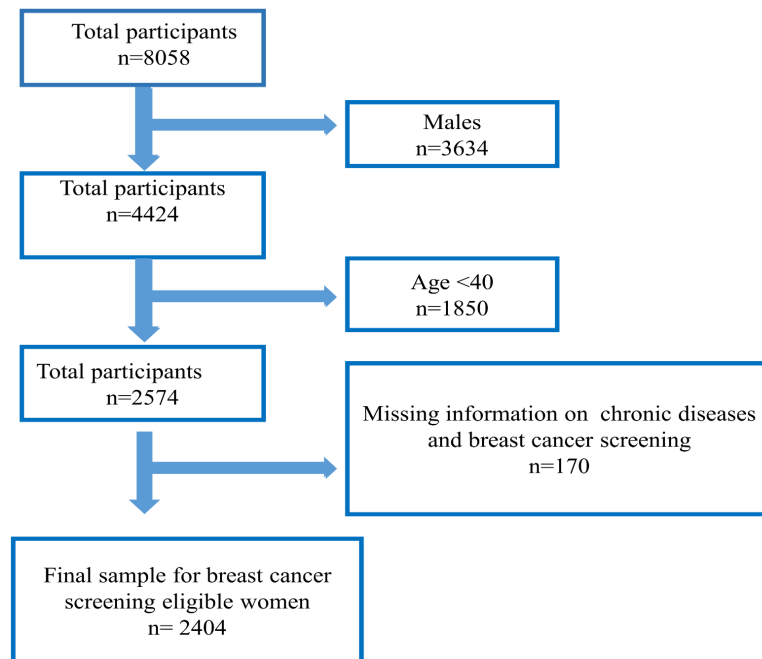 Total participants
n=8058
Males
n=3634
Total participants
n=4424
Age <40
n=1850
Total participants
n=2574
Missing information on chronic diseases
and breast cancer screening
n=170
Final sample for breast cancer
screening eligible women
n= 2404